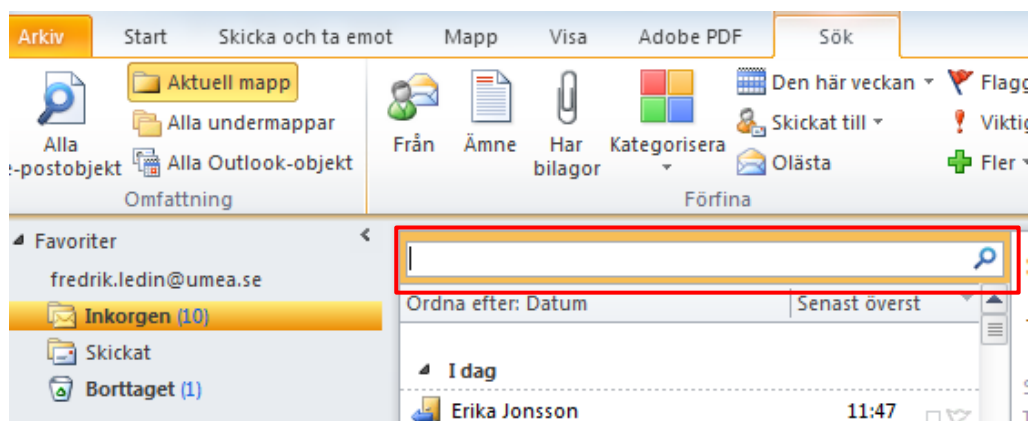 Arkiv Start Skicka och ta emot Mapp Visa Adobe PDF Sök
Alla
-postobjekt
Aktuell mapp
Alla undermappar
Alla Outlook-objekt
Omfattning
Från
Ämne
Har
bilagor
Kategorisera
Den här veckan
Skickat till
Olästa
Flagg
Viktig
Fler
Förfina
Favoriter
fredrik.ledin@umea.se
Inkorgen (10)
Skickat
Borttaget (1)
Ordna efter: Datum Senast överst
I dag
Erika Jonsson 11:47